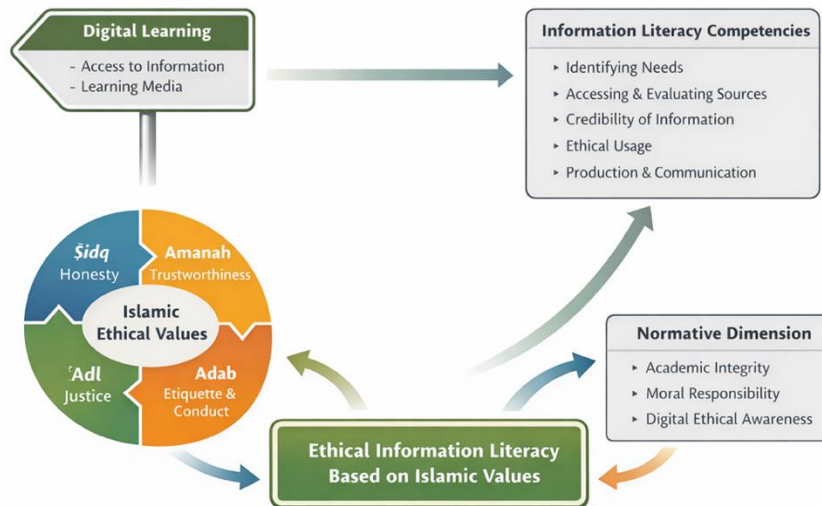 Digital Learning
- Access to Information
- Learning Media
Information Literacy Competencies
▸ Identifying Needs
▸ Accessing & Evaluating Sources
▸ Credibility of Information
▸ Ethical Usage
▸ Production & Communication
Ṣidq
Honesty
Amanah
Trustworthiness
Islamic
Ethical Values
ʿAdl
Justice
Adab
Etiquette &
Conduct
Normative Dimension
▸ Academic Integrity
▸ Moral Responsibility
▸ Digital Ethical Awareness
Ethical Information Literacy
Based on Islamic Values